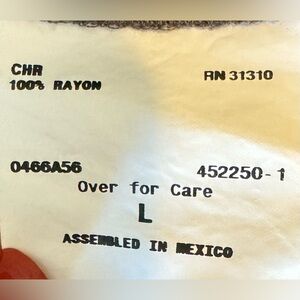 CHR RN 31310
100% RAYON
0466A56 452250-1
Over for Care
L
ASSEMBLED IN MEXICO